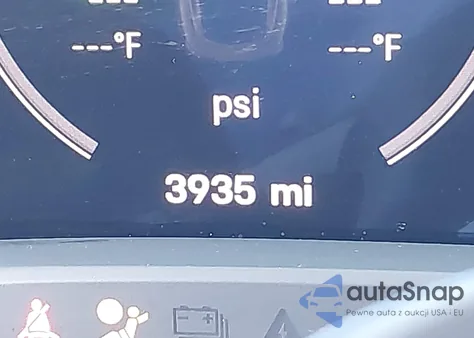 --- ---
---°F ---°F
psi
3935 mi
autaSnap
Pewne auta z aukcji USA i EU